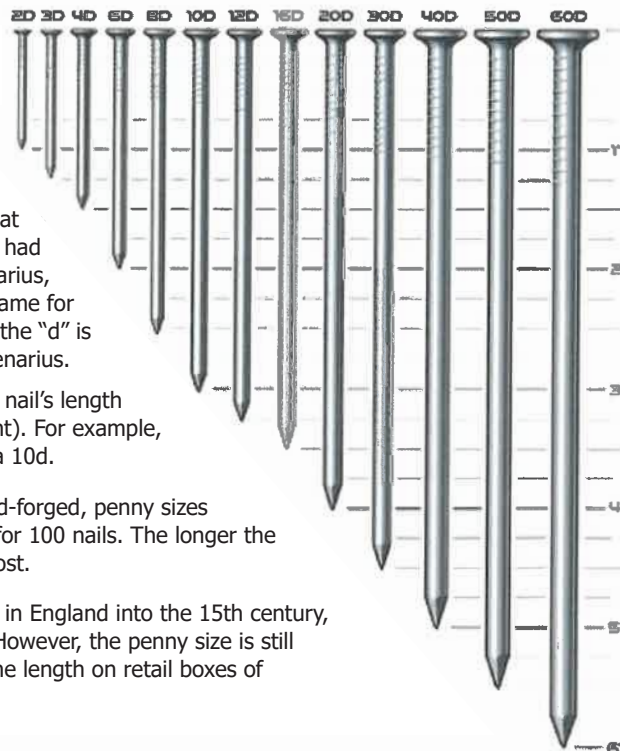 2D 3D 4D 6D 8D 10D 12D 16D 20D 30D 40D 50D 60D
1
at
had
arius,
2
ame for
the “d” is
enarius.
3
nail’s length
nt). For example,
a 10d.
d-forged, penny sizes
4
for 100 nails. The longer the
ost.
in England into the 15th century,
5
However, the penny size is still
ne length on retail boxes of
6